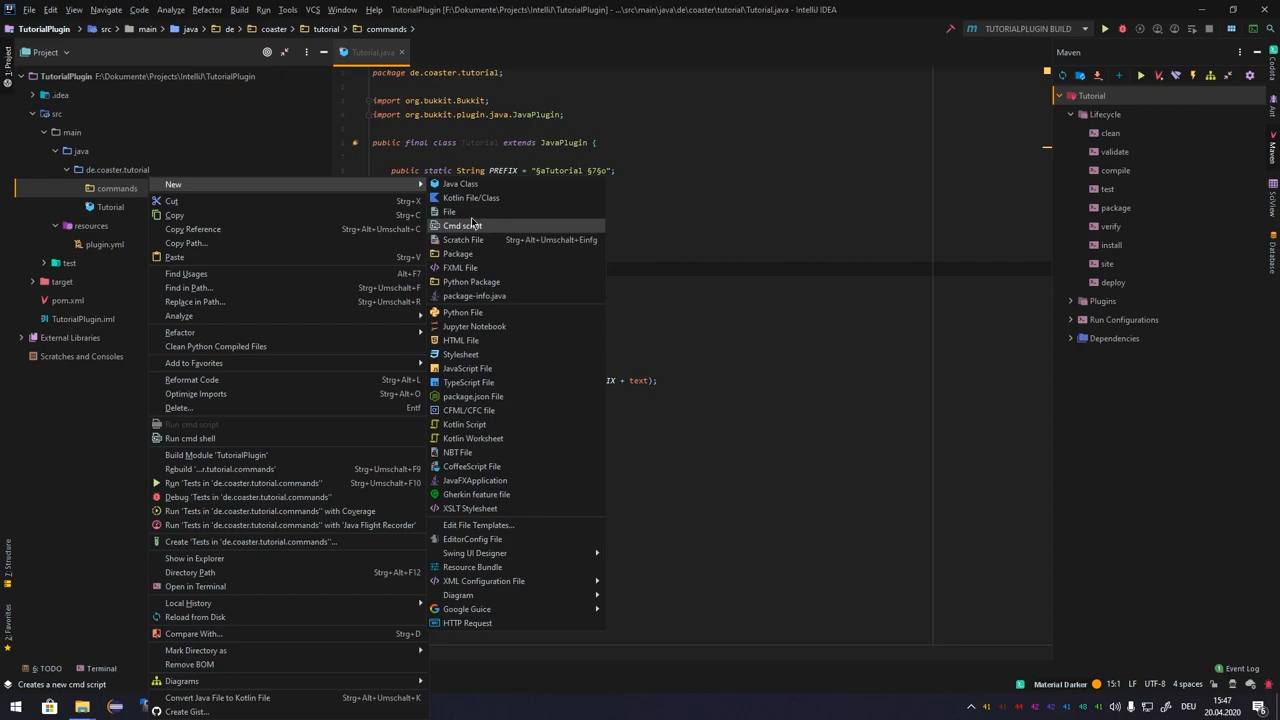 File Edit View Navigate Code Analyze Refactor Build Run Tools VCS Window Help TutorialPlugin [F:\Dokumente\Projects\IntelliJ\TutorialPlugin] - ...\src\main\java\de\coaster\tutorial\Tutorial.java - IntelliJ IDEA
TutorialPlugin src main java de coaster tutorial commands
TUTORIALPLUGIN BUILD
Project
Tutorial.java
Maven
1: Project
TutorialPlugin F:\Dokumente\Projects\IntelliJ\TutorialPlugin
.idea
src
main
java
de.coaster.tutorial
commands
Tutorial
resources
plugin.yml
test
target
pom.xml
TutorialPlugin.iml
External Libraries
Scratches and Consoles
package de.coaster.tutorial;
import org.bukkit.Bukkit;
import org.bukkit.plugin.java.JavaPlugin;
public final class Tutorial extends JavaPlugin {
public static String PREFIX = "§aTutorial §7§o";
IX + text);
New
Cut Strg+X
Copy Strg+C
Copy Reference Strg+Alt+Umschalt+C
Copy Path...
Paste Strg+V
Find Usages Alt+F7
Find in Path... Strg+Umschalt+F
Replace in Path... Strg+Umschalt+R
Analyze
Refactor
Clean Python Compiled Files
Add to Favorites
Reformat Code Strg+Alt+L
Optimize Imports Strg+Alt+O
Delete... Entf
Run cmd script
Run cmd shell
Build Module 'TutorialPlugin'
Rebuild '...r.tutorial.commands' Strg+Umschalt+F9
Run 'Tests in 'de.coaster.tutorial.commands'' Strg+Umschalt+F10
Debug 'Tests in 'de.coaster.tutorial.commands''
Run 'Tests in 'de.coaster.tutorial.commands'' with Coverage
Run 'Tests in 'de.coaster.tutorial.commands'' with 'Java Flight Recorder'
Create 'Tests in 'de.coaster.tutorial.commands''...
Show in Explorer
Directory Path Strg+Alt+F12
Open in Terminal
Local History
Reload from Disk
Compare With... Strg+D
Mark Directory as
Remove BOM
Diagrams
Convert Java File to Kotlin File Strg+Alt+Umschalt+K
Create Gist...
Java Class
Kotlin File/Class
File
Cmd script
Scratch File Strg+Alt+Umschalt+Einfg
Package
FXML File
Python Package
package-info.java
Python File
Jupyter Notebook
HTML File
Stylesheet
JavaScript File
TypeScript File
package.json File
CFML/CFC file
Kotlin Script
Kotlin Worksheet
NBT File
CoffeeScript File
JavaFXApplication
Gherkin feature file
XSLT Stylesheet
Edit File Templates...
EditorConfig File
Swing UI Designer
Resource Bundle
XML Configuration File
Diagram
Google Guice
HTTP Request
Tutorial
Lifecycle
clean
validate
compile
test
package
verify
install
site
deploy
Plugins
Run Configurations
Dependencies
Ant
Maven
SciView
7: Structure
2: Favorites
6: TODO Terminal
Event Log
Creates a new cmd script
Material Darker 15:1 LF UTF-8 4 spaces
41 41 44 42 42 51 48 41
DEU
15:47
20.04.2020